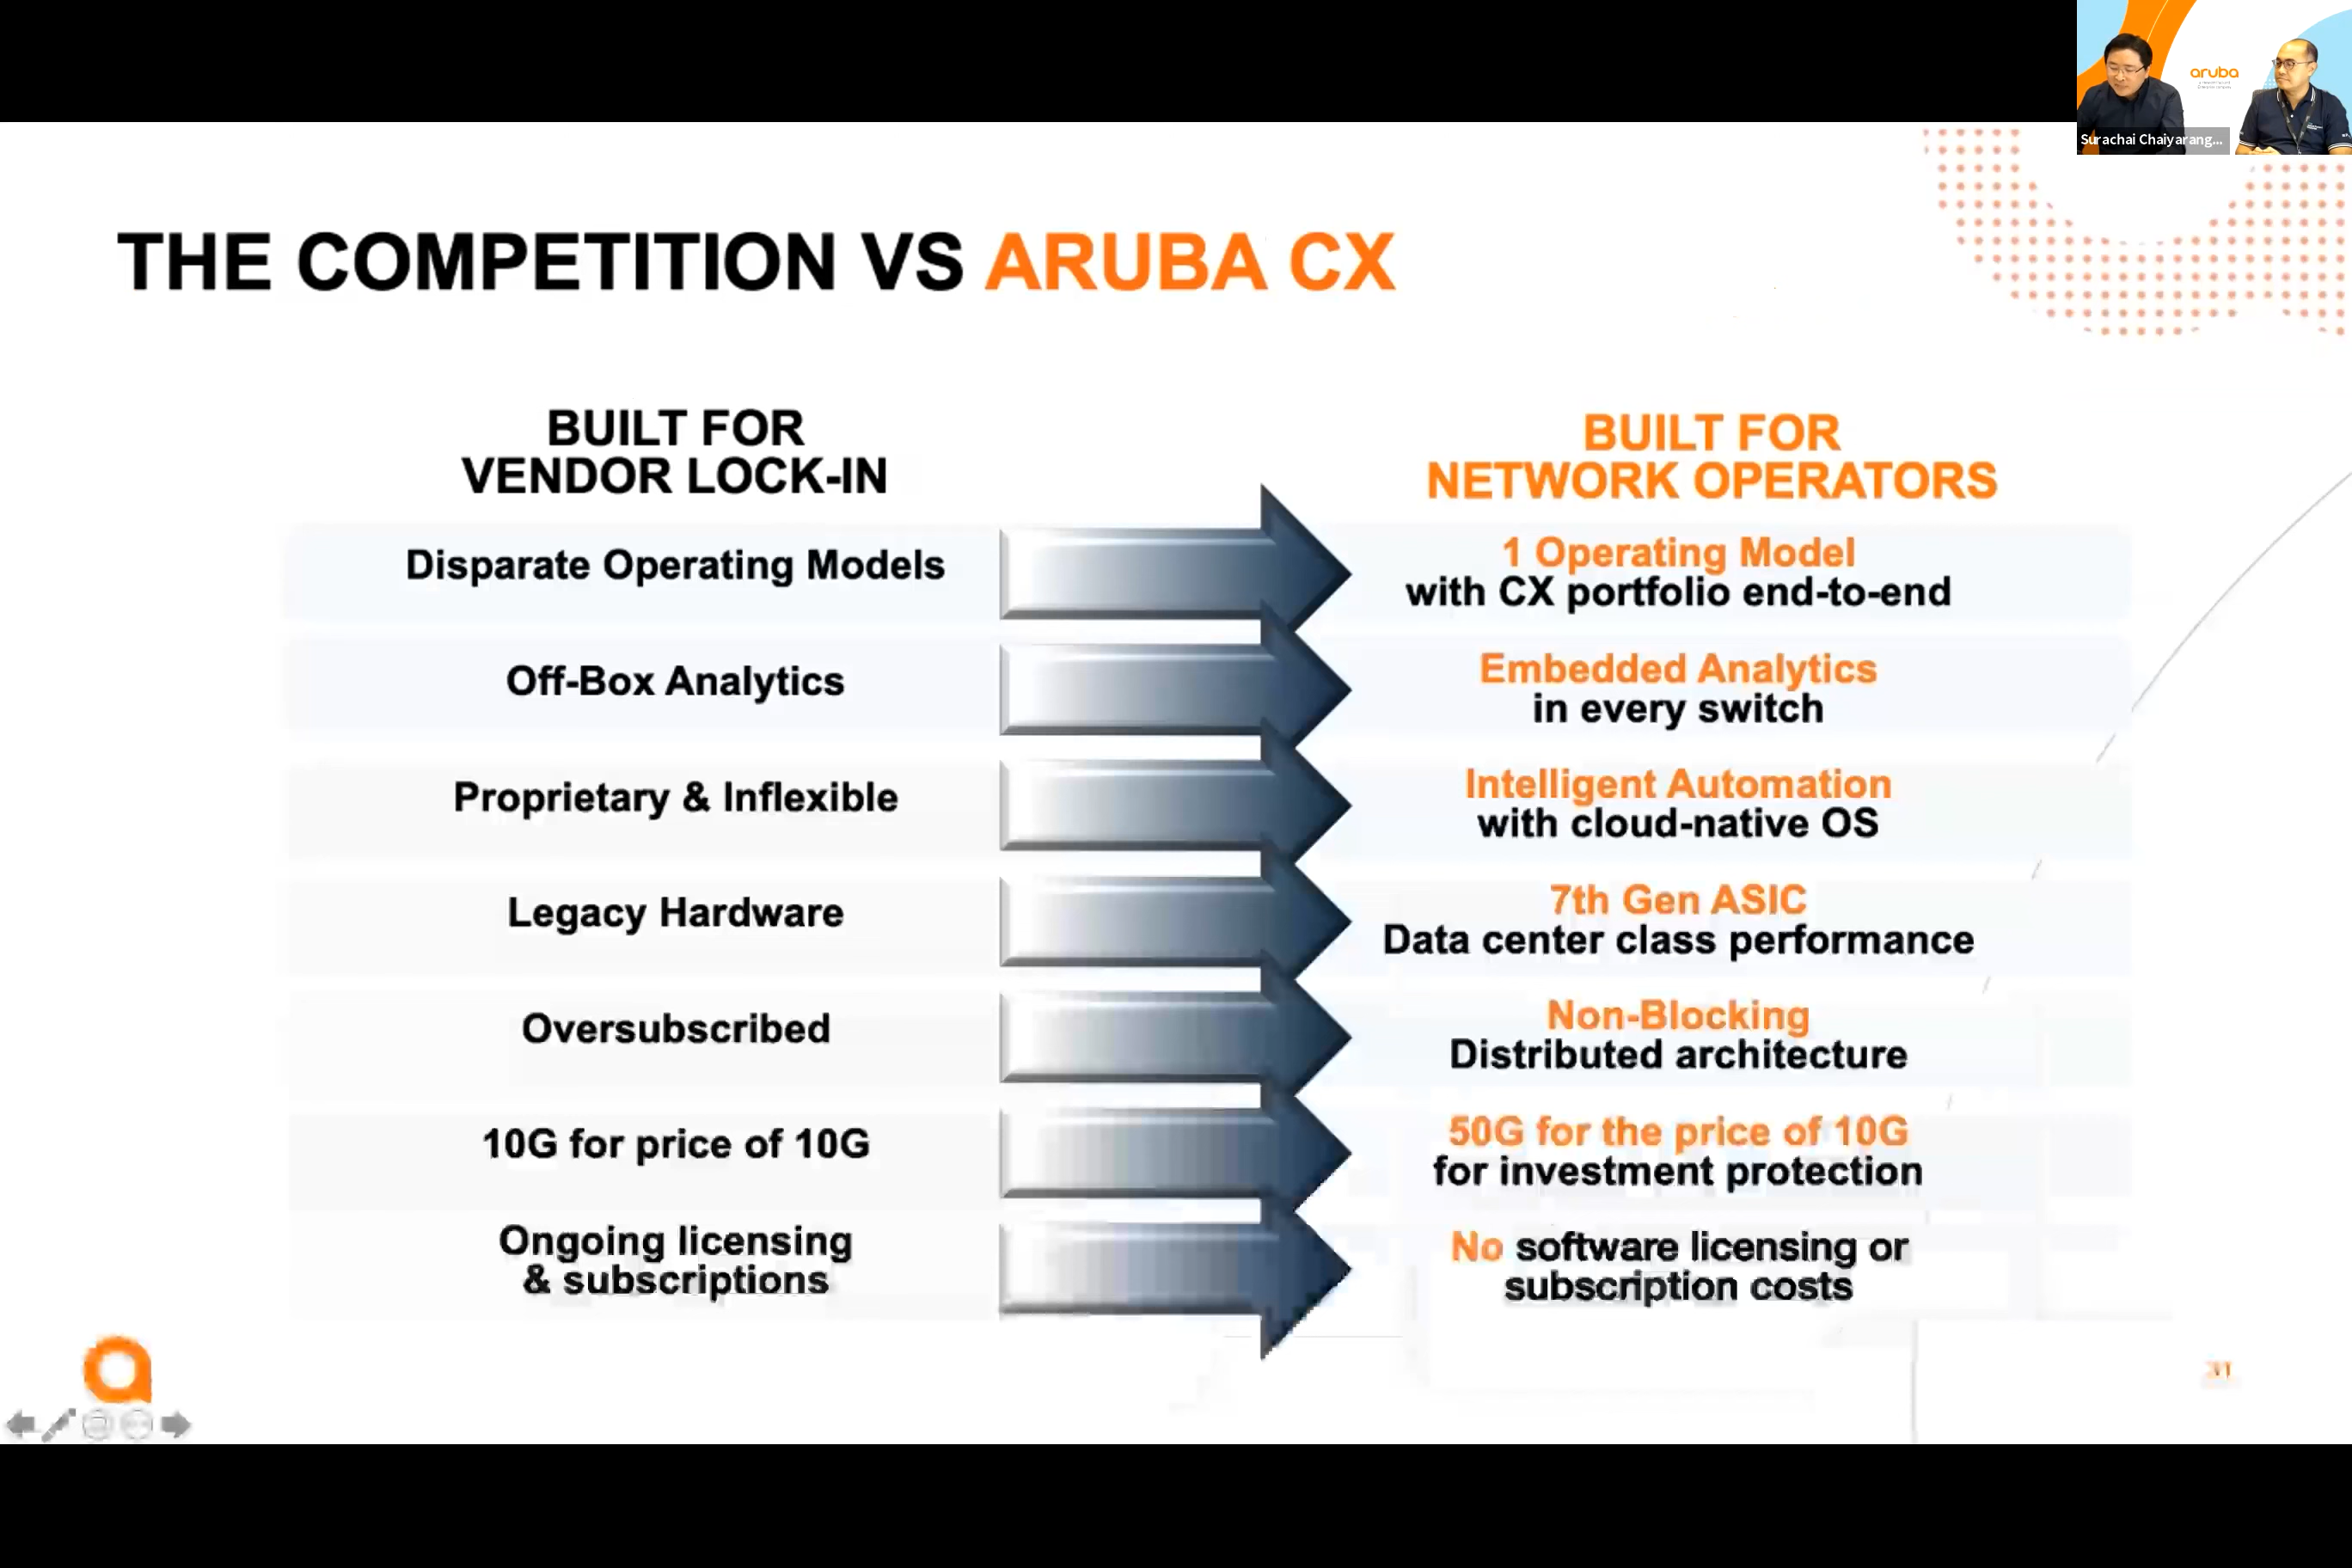 aruba
Surachai Chaiyarang...
THE COMPETITION VS ARUBA CX
BUILT FOR
VENDOR LOCK-IN
BUILT FOR
NETWORK OPERATORS
Disparate Operating Models
1 Operating Model
with CX portfolio end-to-end
Off-Box Analytics
Embedded Analytics
in every switch
Proprietary & Inflexible
Intelligent Automation
with cloud-native OS
Legacy Hardware
7th Gen ASIC
Data center class performance
Oversubscribed
Non-Blocking
Distributed architecture
10G for price of 10G
50G for the price of 10G
for investment protection
Ongoing licensing
& subscriptions
No software licensing or
subscription costs
31